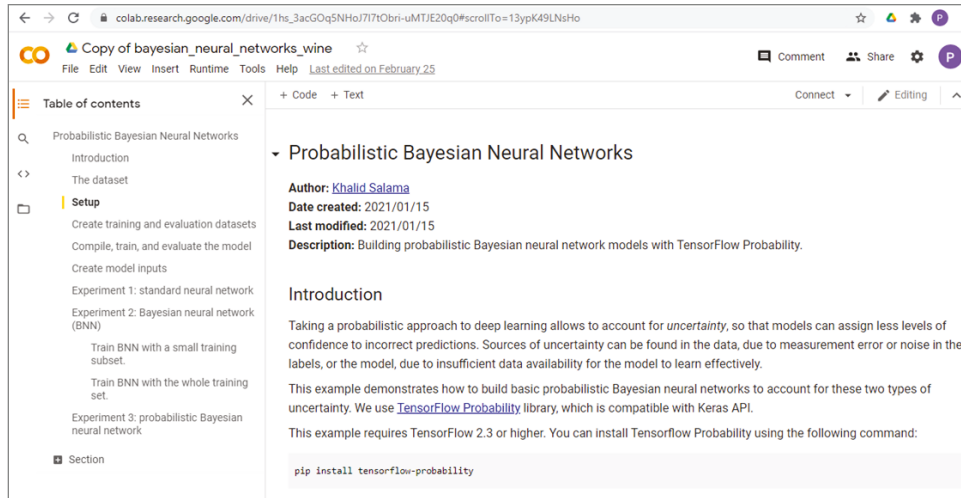 colab.research.google.com/drive/1hs_3acGOq5NHoJ7I7tObri-uMTJE20q0#scrollTo=13ypK49LNsHo
P
Copy of bayesian_neural_networks_wine
File Edit View Insert Runtime Tools Help Last edited on February 25
Comment Share P
Table of contents
+ Code + Text Connect Editing
Probabilistic Bayesian Neural Networks
Introduction
The dataset
Setup
Create training and evaluation datasets
Compile, train, and evaluate the model
Create model inputs
Experiment 1: standard neural network
Experiment 2: Bayesian neural network
(BNN)
Train BNN with a small training
subset.
Train BNN with the whole training
set.
Experiment 3: probabilistic Bayesian
neural network
Section
Probabilistic Bayesian Neural Networks
Author: Khalid Salama
Date created: 2021/01/15
Last modified: 2021/01/15
Description: Building probabilistic Bayesian neural network models with TensorFlow Probability.
Introduction
Taking a probabilistic approach to deep learning allows to account for uncertainty, so that models can assign less levels of
confidence to incorrect predictions. Sources of uncertainty can be found in the data, due to measurement error or noise in the
labels, or the model, due to insufficient data availability for the model to learn effectively.
This example demonstrates how to build basic probabilistic Bayesian neural networks to account for these two types of
uncertainty. We use TensorFlow Probability library, which is compatible with Keras API.
This example requires TensorFlow 2.3 or higher. You can install Tensorflow Probability using the following command:
pip install tensorflow-probability